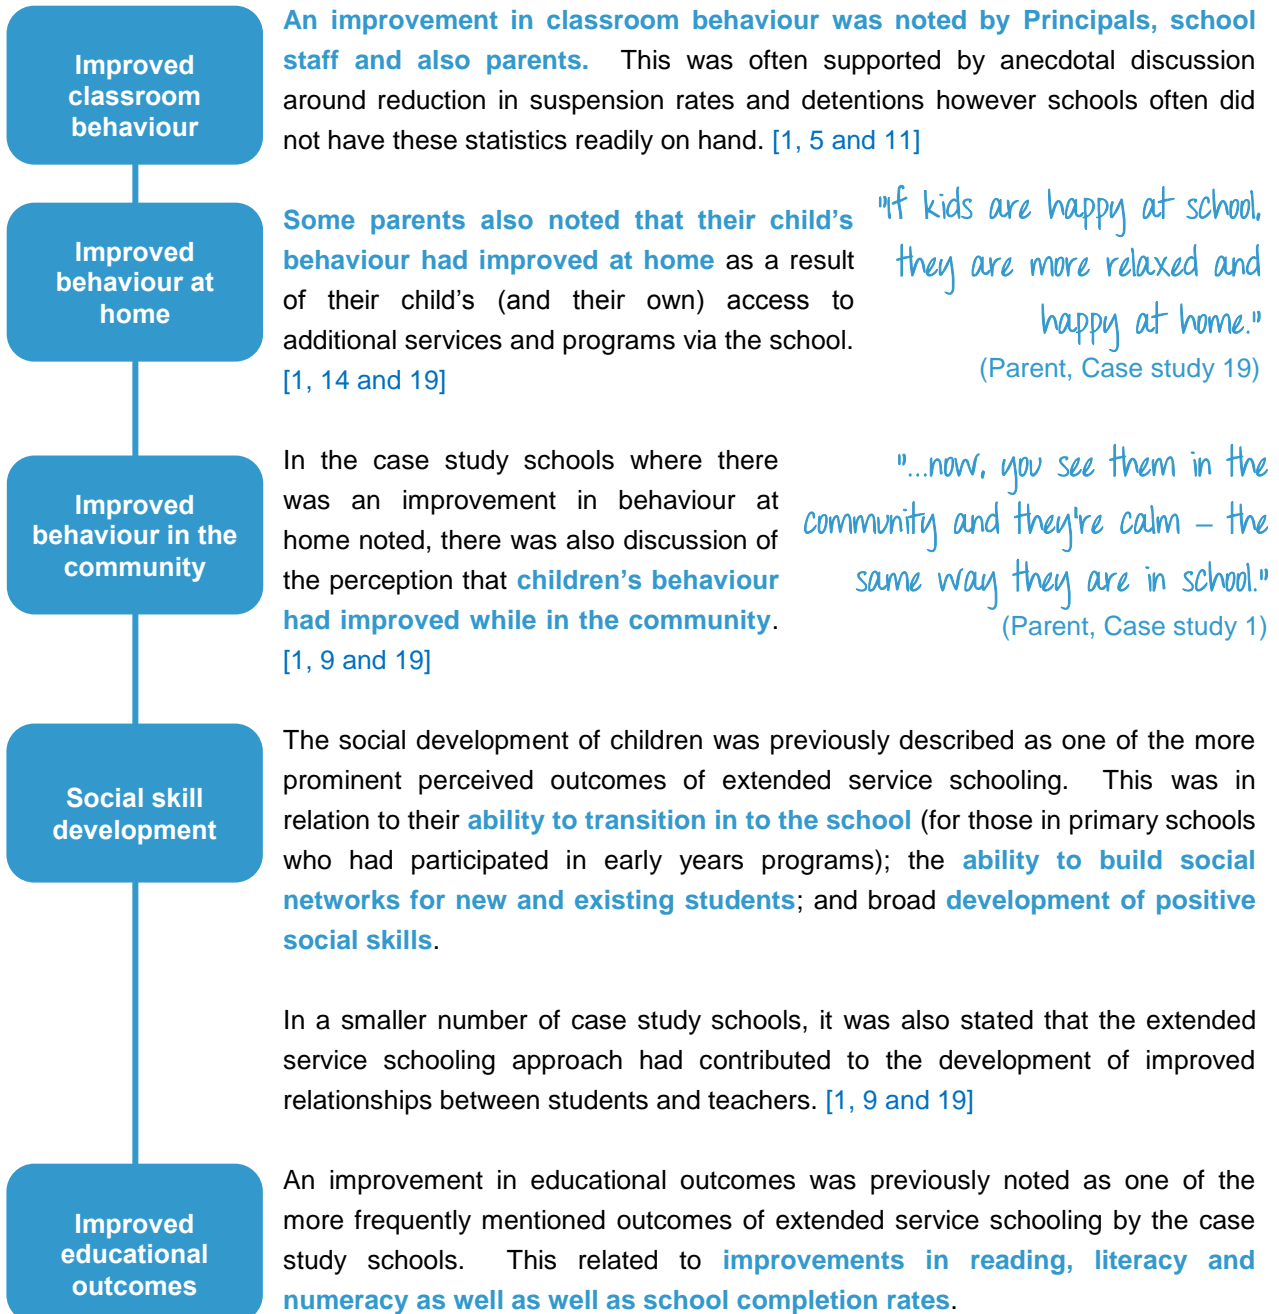 Improved
classroom
behaviour
An improvement in classroom behaviour was noted by Principals, school
staff and also parents. This was often supported by anecdotal discussion
around reduction in suspension rates and detentions however schools often did
not have these statistics readily on hand. [1, 5 and 11]
Improved
behaviour at
home
Some parents also noted that their child’s
behaviour had improved at home as a result
of their child’s (and their own) access to
additional services and programs via the school.
[1, 14 and 19]
"If kids are happy at school,
they are more relaxed and
happy at home."
(Parent, Case study 19)
Improved
behaviour in the
community
In the case study schools where there
was an improvement in behaviour at
home noted, there was also discussion of
the perception that children’s behaviour
had improved while in the community.
[1, 9 and 19]
"...now, you see them in the
community and they're calm – the
same way they are in school."
(Parent, Case study 1)
Social skill
development
The social development of children was previously described as one of the more
prominent perceived outcomes of extended service schooling. This was in
relation to their ability to transition in to the school (for those in primary schools
who had participated in early years programs); the ability to build social
networks for new and existing students; and broad development of positive
social skills.
In a smaller number of case study schools, it was also stated that the extended
service schooling approach had contributed to the development of improved
relationships between students and teachers. [1, 9 and 19]
Improved
educational
outcomes
An improvement in educational outcomes was previously noted as one of the
more frequently mentioned outcomes of extended service schooling by the case
study schools. This related to improvements in reading, literacy and
numeracy as well as well as school completion rates.